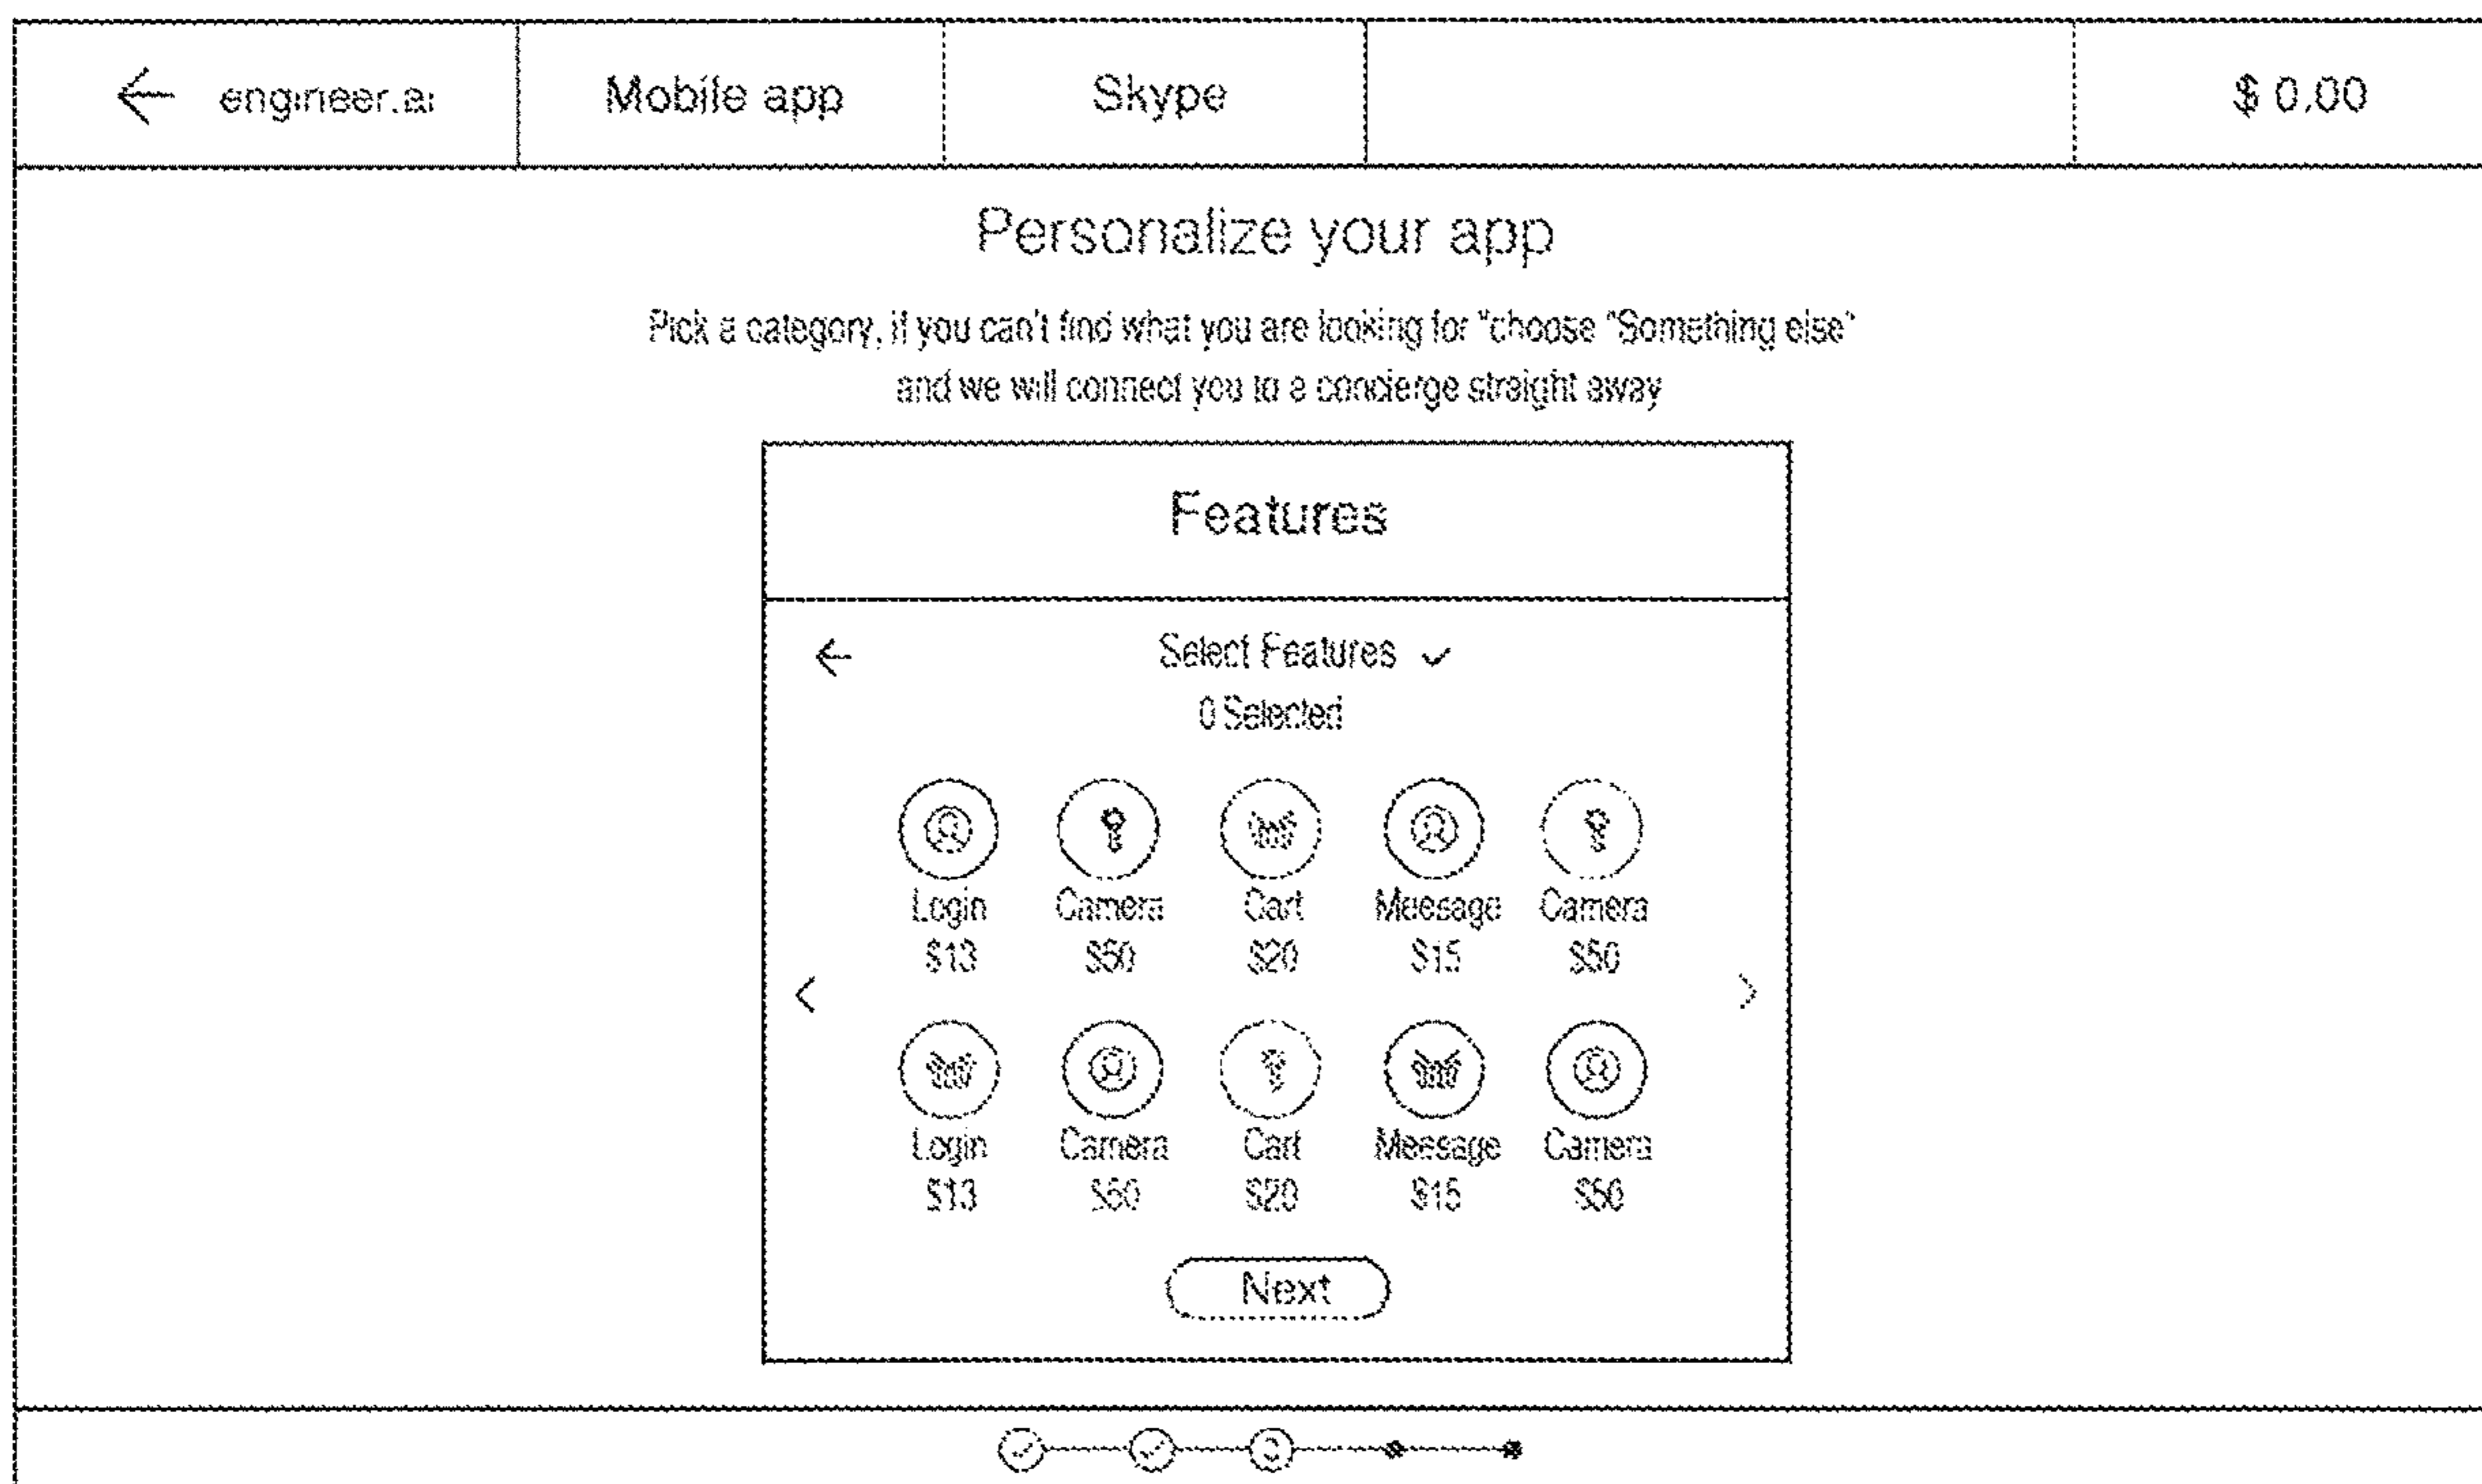 ← engineer.ai Mobile app Skype $ 0.00
Personalize your app
Pick a category, if you can't find what you are looking for "choose "Something else"
and we will connect you to a concierge straight away
Features
Select Features
0 Selected
Login Camera Cart Meesage Camera
$13 $50 $20 $15 $50
Login Camera Cart Message Camera
$13 $50 $20 $15 $50
Next
3